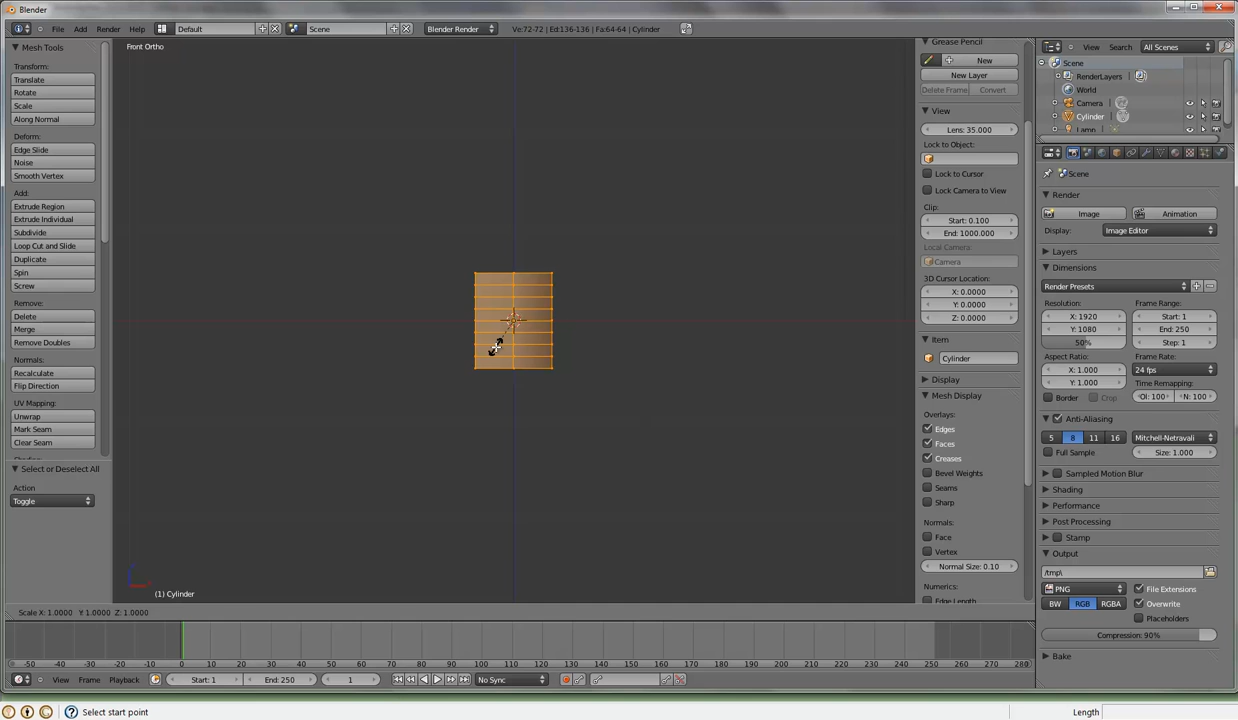 Blender
File Add Render Help Default Scene Blender Render Ve:72-72 | Ed:136-136 | Fa:64-64 | Cylinder
Mesh Tools
Transform:
Translate
Rotate
Scale
Along Normal
Deform:
Edge Slide
Noise
Smooth Vertex
Add:
Extrude Region
Extrude Individual
Subdivide
Loop Cut and Slide
Duplicate
Spin
Screw
Remove:
Delete
Merge
Remove Doubles
Normals:
Recalculate
Flip Direction
UV Mapping:
Unwrap
Mark Seam
Clear Seam
Select or Deselect All
Action
Toggle
Front Ortho
(1) Cylinder
Scale X: 1.0000 Y: 1.0000 Z: 1.0000
Grease Pencil
New
New Layer
Delete Frame Convert
View
Lens: 35.000
Lock to Object:
Lock to Cursor
Lock Camera to View
Clip:
Start: 0.100
End: 1000.000
Local Camera:
Camera
3D Cursor Location:
X: 0.0000
Y: 0.0000
Z: 0.0000
Item
Cylinder
Display
Mesh Display
Overlays:
Edges
Faces
Creases
Bevel Weights
Seams
Sharp
Normals:
Face
Vertex
Normal Size: 0.10
Numerics:
Edge Length
View Search All Scenes
Scene
RenderLayers
World
Camera
Cylinder
Lamp
Scene
Render
Image Animation
Display: Image Editor
Layers
Dimensions
Render Presets
Resolution: Frame Range:
X: 1920 Start: 1
Y: 1080 End: 250
50% Step: 1
Aspect Ratio: Frame Rate:
X: 1.000 24 fps
Y: 1.000 Time Remapping:
Border Crop Ol: 100 N: 100
Anti-Aliasing
5 8 11 16 Mitchell-Netravali
Full Sample Size: 1.000
Sampled Motion Blur
Shading
Performance
Post Processing
Stamp
Output
/tmp\
PNG File Extensions
BW RGB RGBA Overwrite
Placeholders
Compression: 90%
Bake
-50 -40 -30 -20 -10 0 10 20 30 40 50 60 70 80 90 100 110 120 130 140 150 160 170 180 190 200 210 220 230 240 250 260 270 280
View Frame Playback Start: 1 End: 250 1 No Sync
Select start point Length